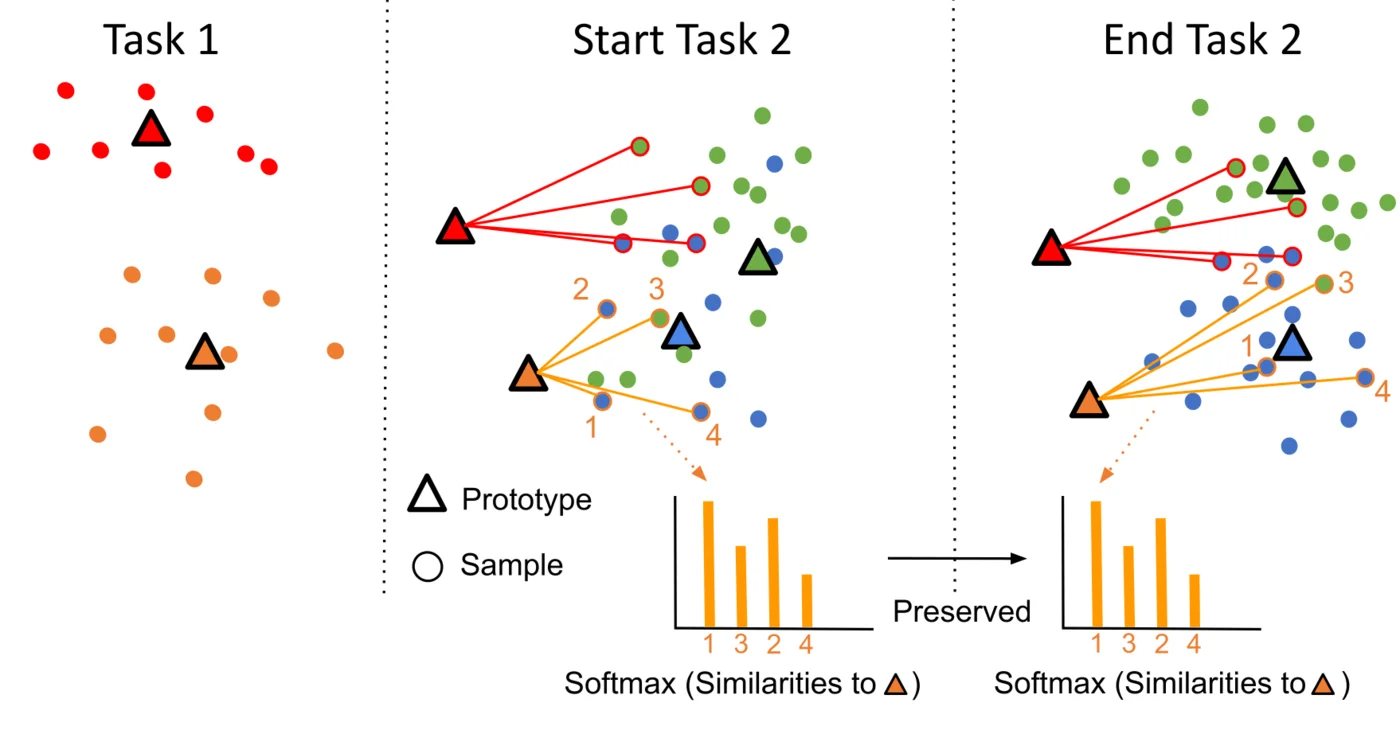 Task 1
Start Task 2
End Task 2
2
3
1
4
2
3
1
4
Prototype
Sample
1 3 2 4
Preserved
1 3 2 4
Softmax (Similarities to )
Softmax (Similarities to )